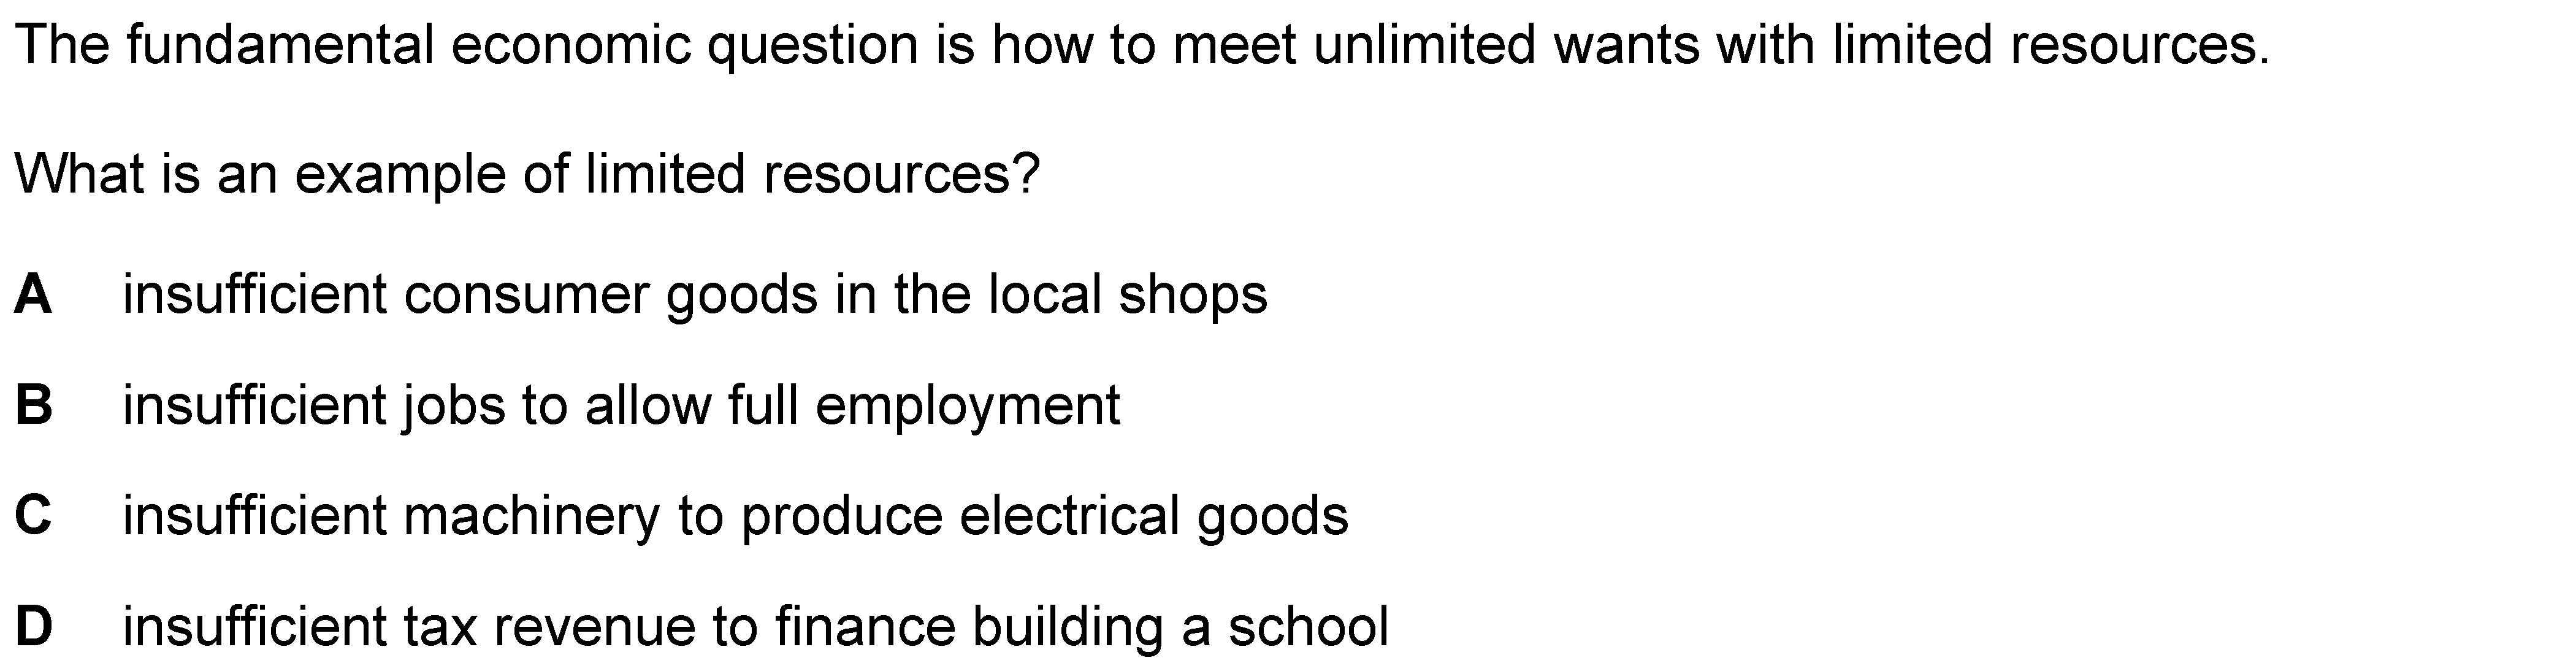 The fundamental economic question is how to meet unlimited wants with limited resources.
What is an example of limited resources?
A insufficient consumer goods in the local shops
B insufficient jobs to allow full employment
C insufficient machinery to produce electrical goods
D insufficient tax revenue to finance building a school